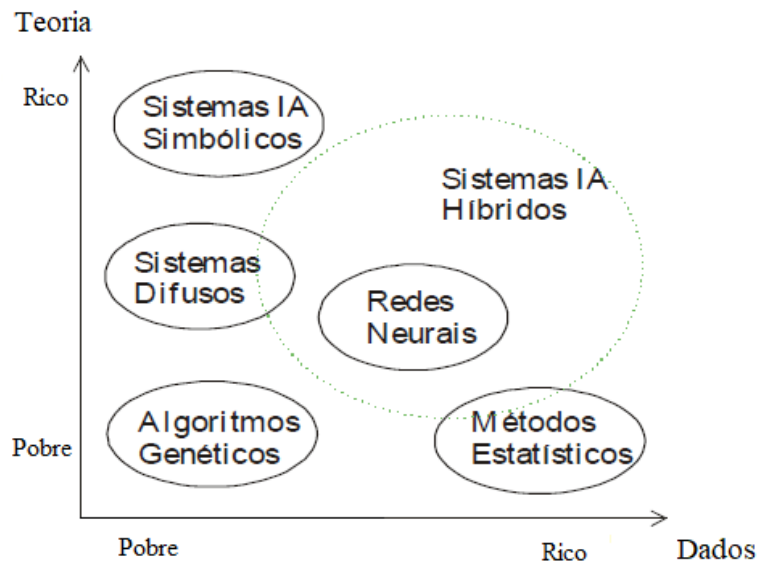 Teoria
Rico
Sistemas IA
Simbólicos
Sistemas IA
Híbridos
Sistemas
Difusos
Redes
Neurais
Algoritmos
Genéticos
Métodos
Estatísticos
Pobre
Pobre
Rico
Dados